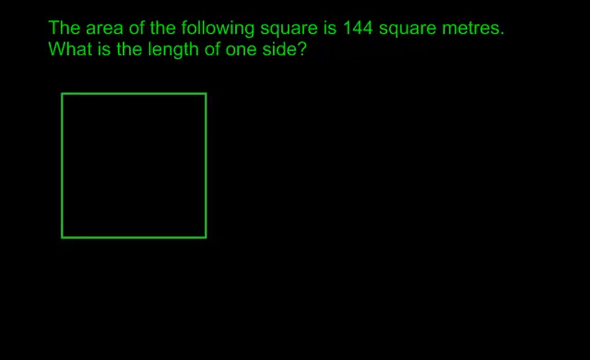 The area of the following square is 144 square metres.
What is the length of one side?